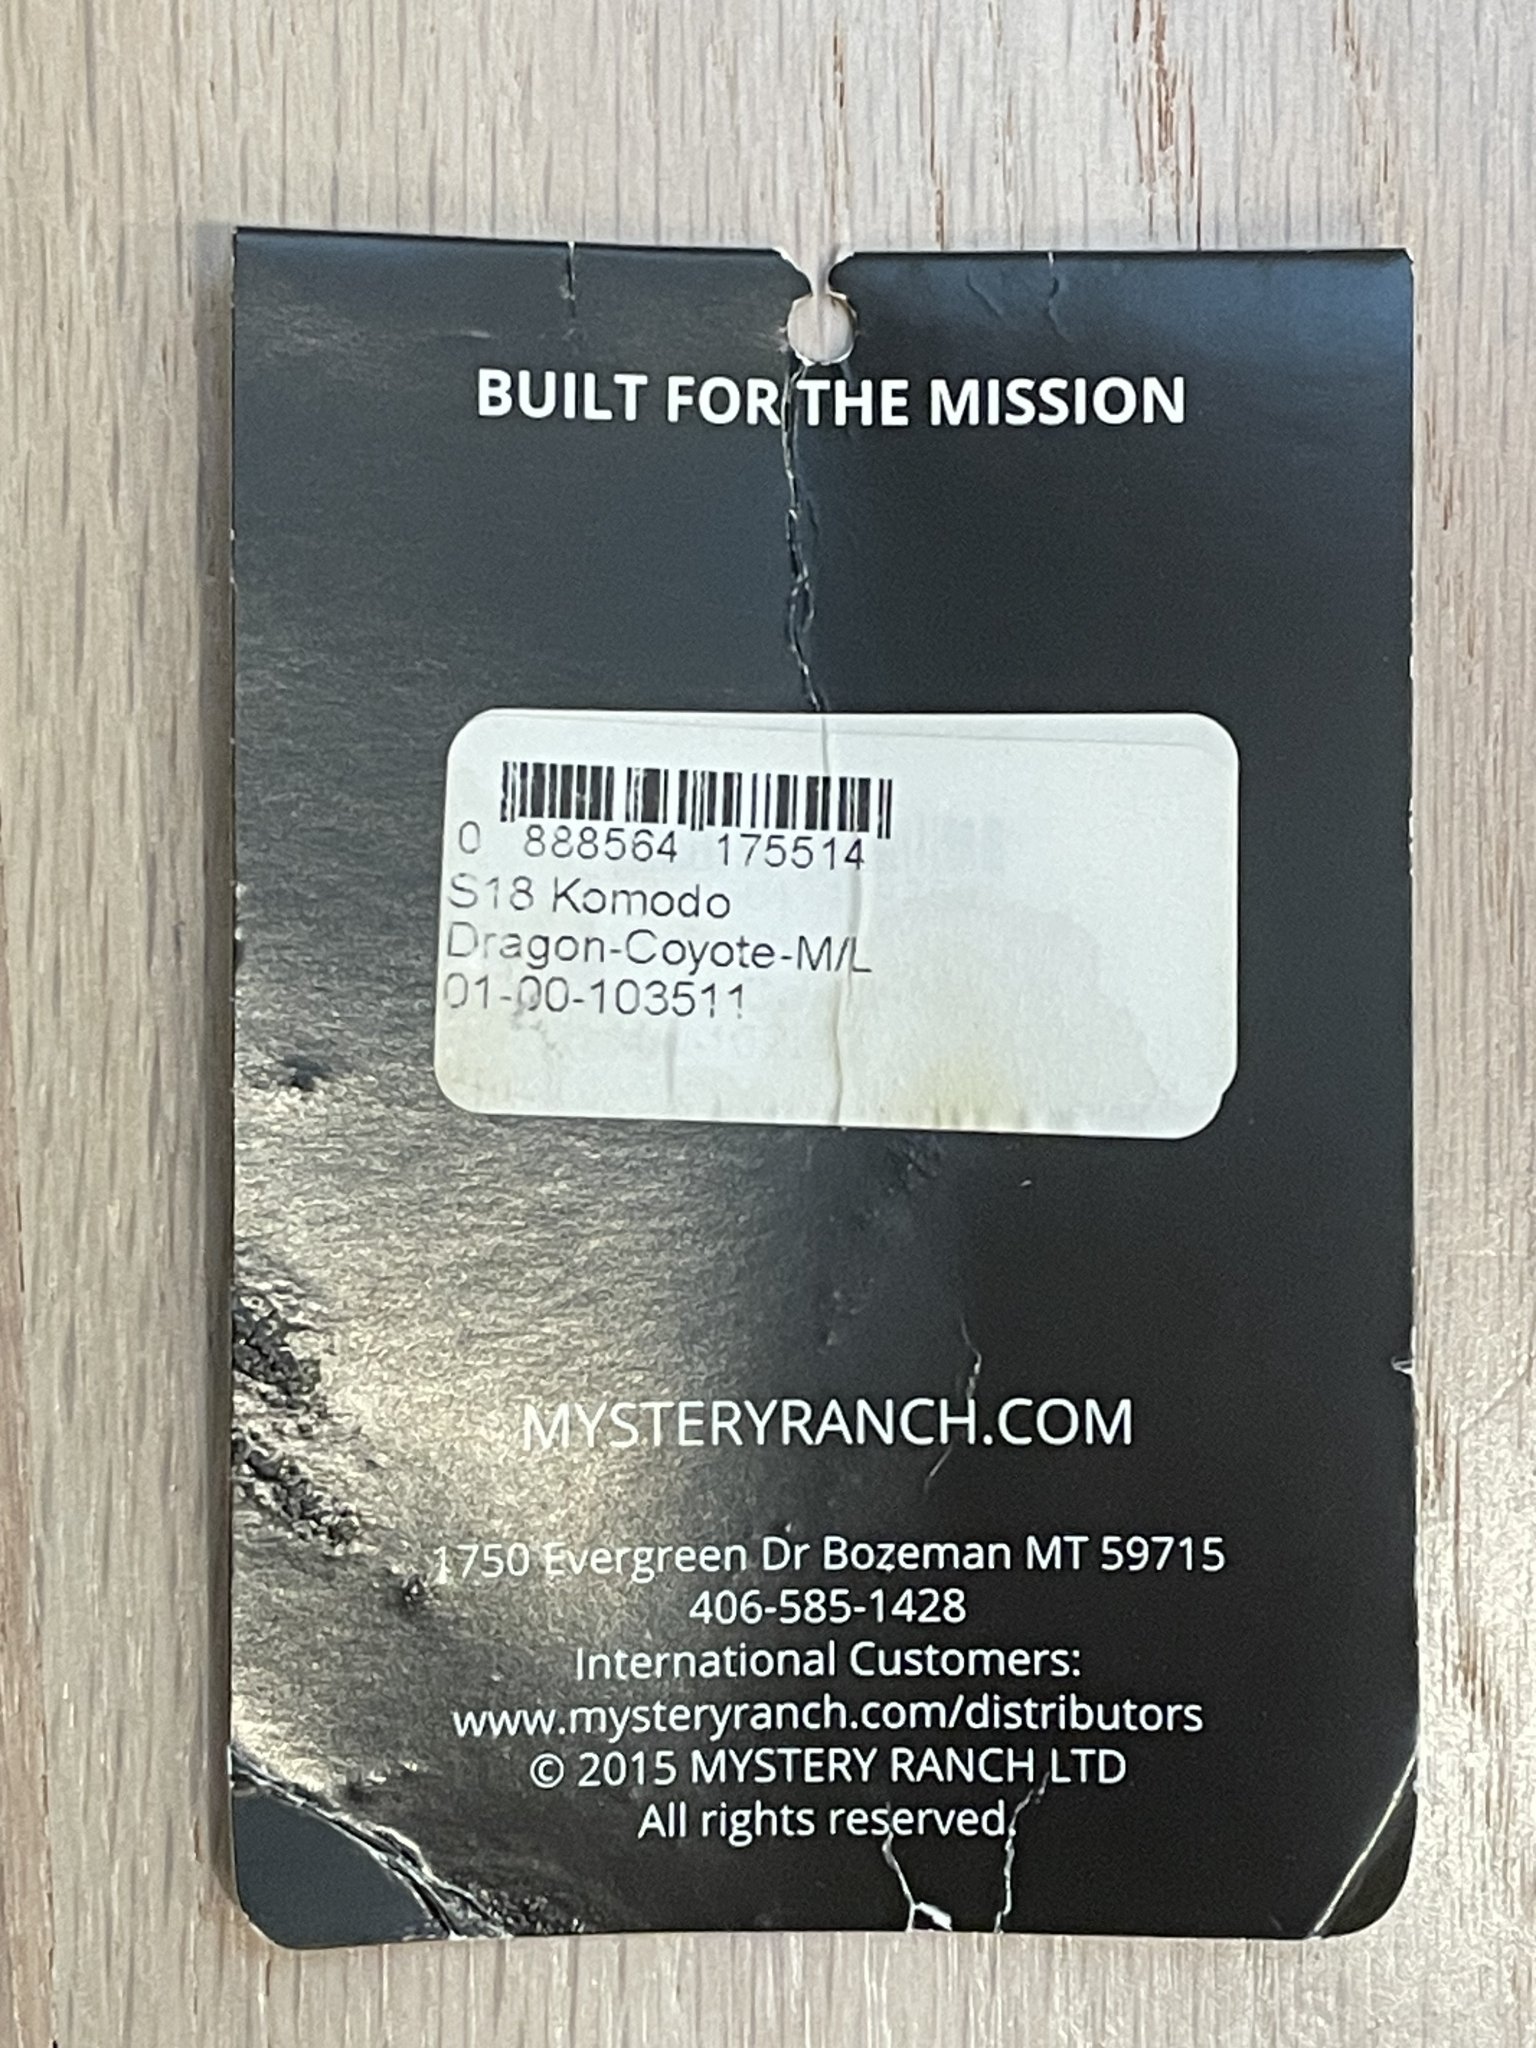 BUILT FOR THE MISSION
0 888564 175514
S18 Komodo
Dragon-Coyote-M/L
01-00-103511
MYSTERYRANCH.COM
1750 Evergreen Dr Bozeman MT 59715
406-585-1428
International Customers:
www.mysteryranch.com/distributors
© 2015 MYSTERY RANCH LTD
All rights reserved.